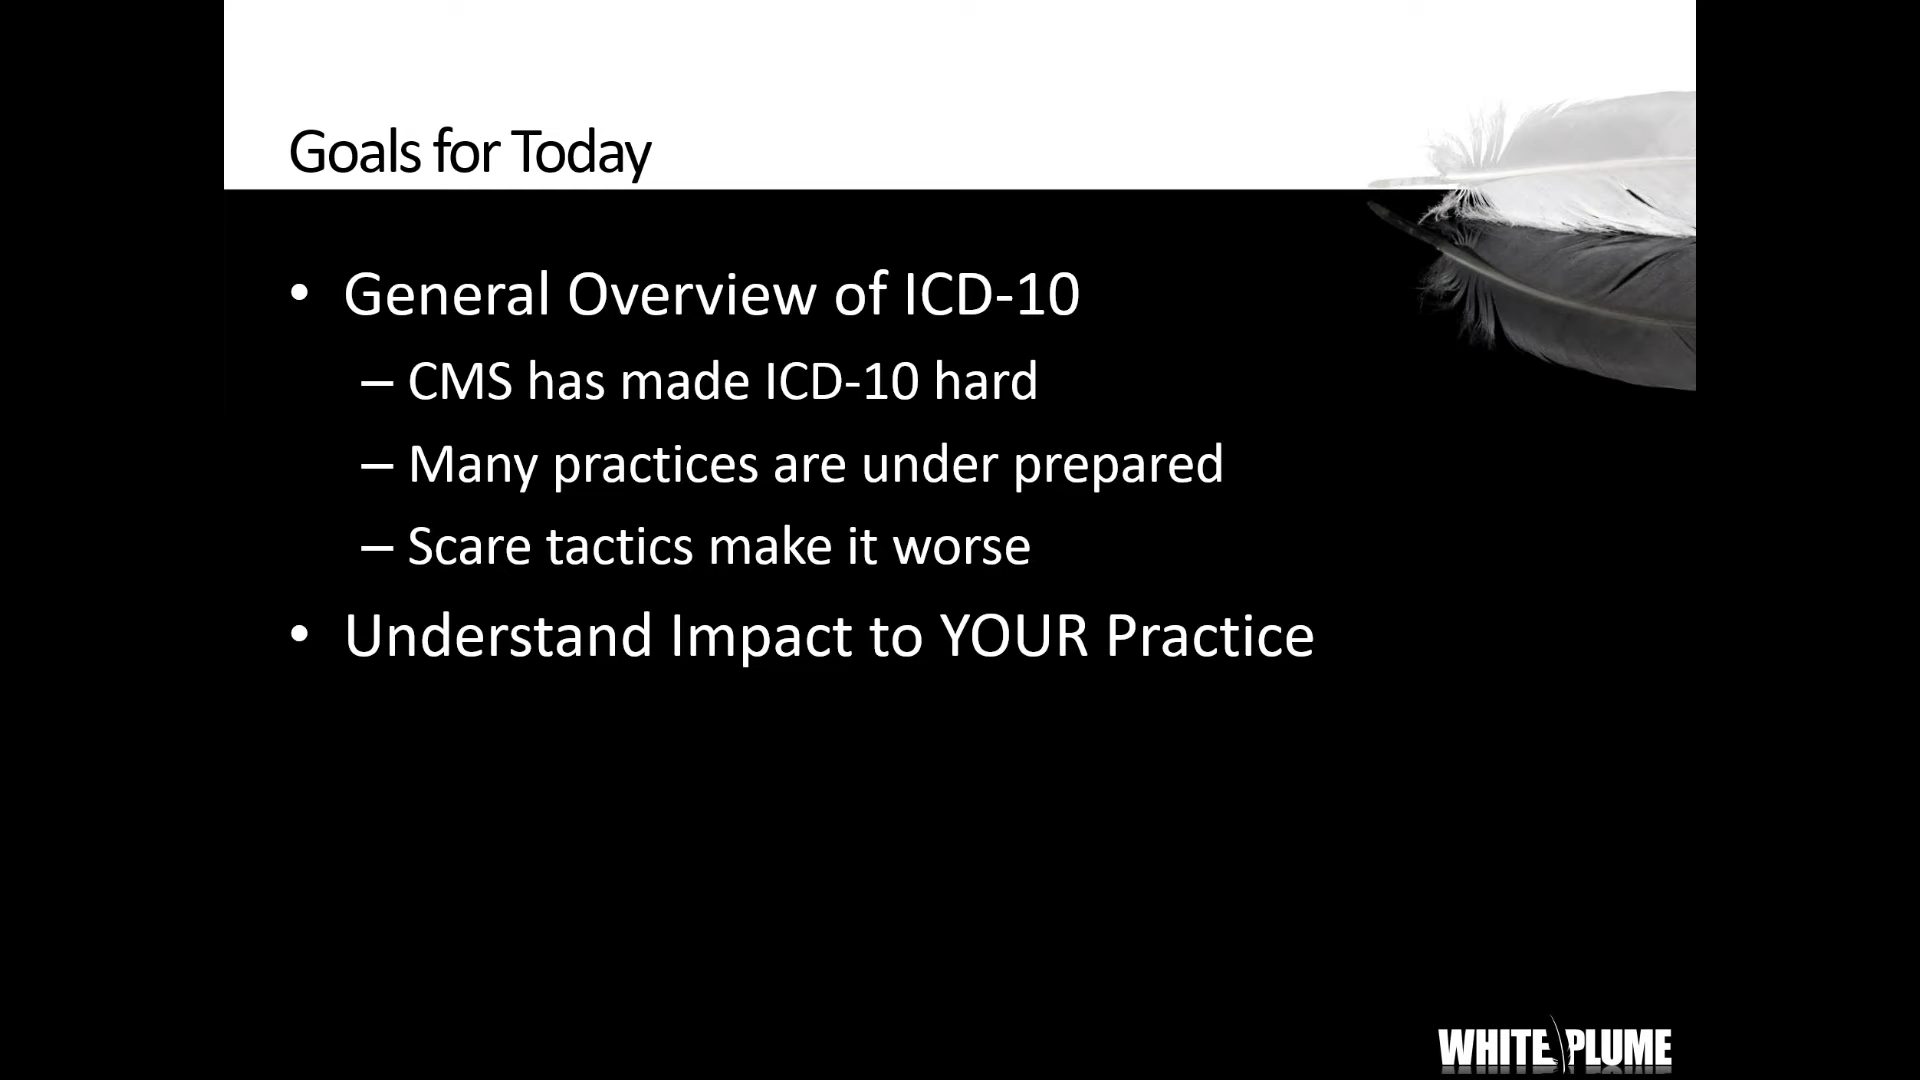 Goals for Today
• General Overview of ICD-10
– CMS has made ICD-10 hard
– Many practices are under prepared
– Scare tactics make it worse
• Understand Impact to YOUR Practice
WHITE PLUME